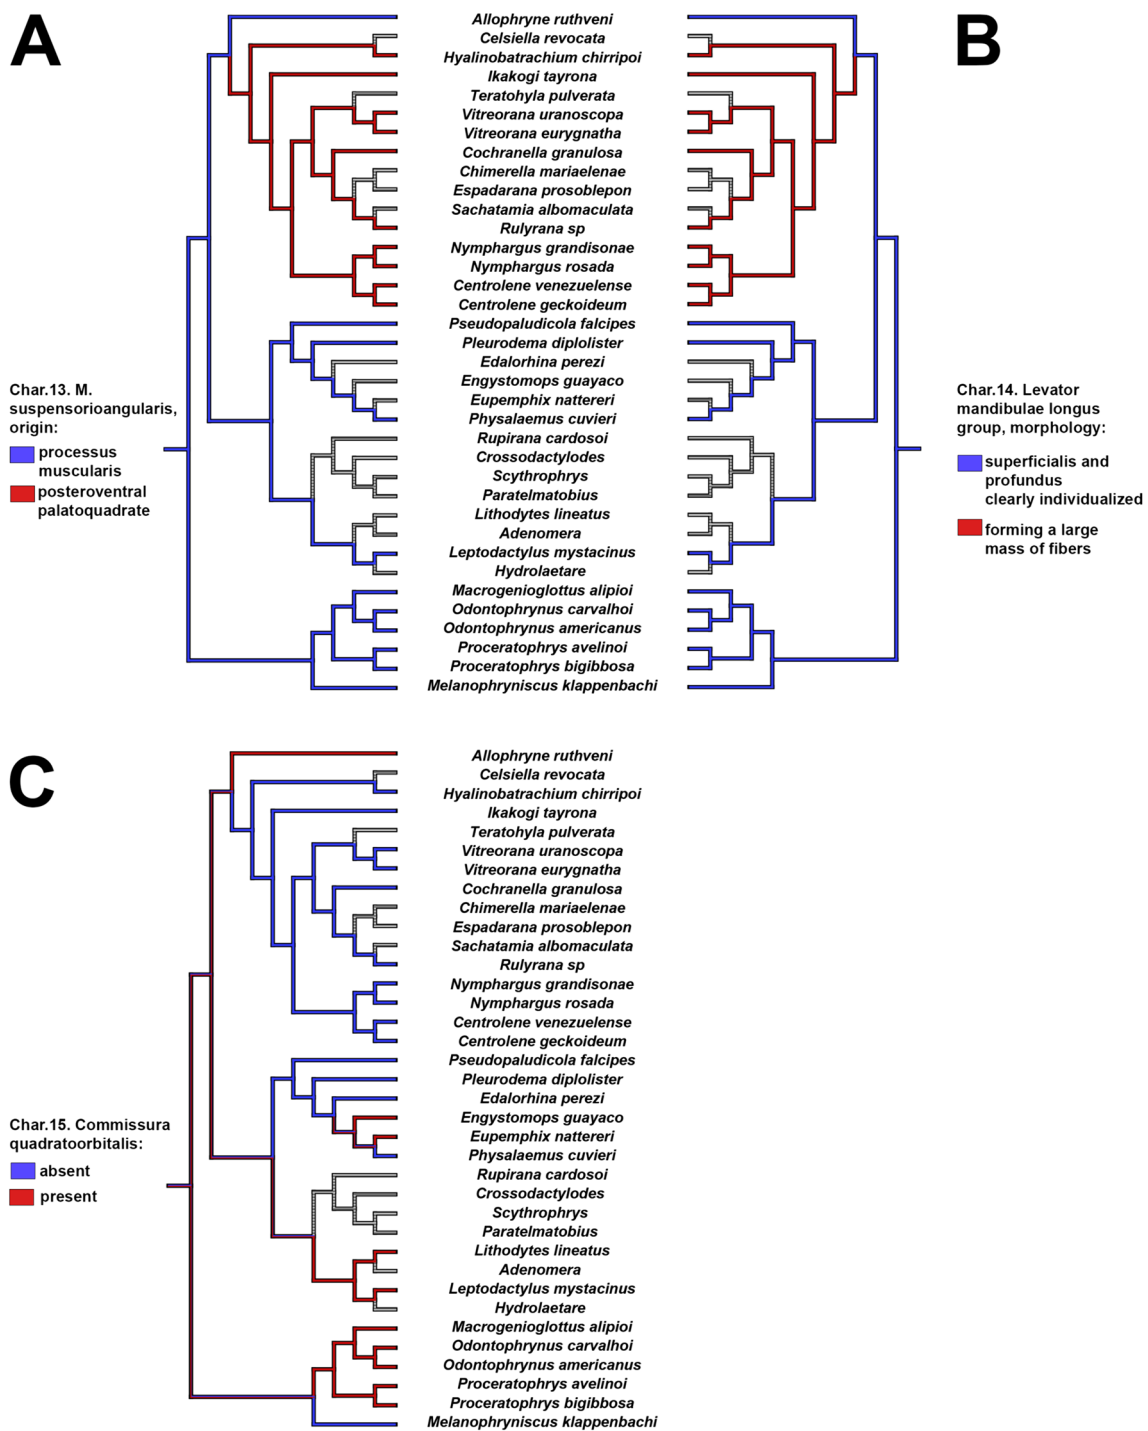 A
B
Allophryne ruthveni
Celsiella revocata
Hyalinobatrachium chirripoi
Ikakogi tayrona
Teratohyla pulverata
Vitreorana uranoscopa
Vitreorana eurygnatha
Cochranella granulosa
Chimerella mariaelenae
Espadarana prosoblepon
Sachatamia albomaculata
Rulyrana sp
Nymphargus grandisonae
Nymphargus rosada
Centrolene venezuelense
Centrolene geckoideum
Pseudopaludicola falcipes
Pleurodema diplolister
Edalorhina perezi
Engystomops guayaco
Eupemphix nattereri
Physalaemus cuvieri
Rupirana cardosoi
Crossodactylodes
Scythrophrys
Paratelmatobius
Lithodytes lineatus
Adenomera
Leptodactylus mystacinus
Hydrolaetare
Macrogenioglottus alipioi
Odontophrynus carvalhoi
Odontophrynus americanus
Proceratophrys avelinoi
Proceratophrys bigibbosa
Melanophryniscus klappenbachi
Char.13. M.
suspensorioangularis,
origin:
processus
muscularis
posteroventral
palatoquadrate
Char.14. Levator
mandibulae longus
group, morphology:
superficialis and
profundus
clearly individualized
forming a large
mass of fibers
C
Allophryne ruthveni
Celsiella revocata
Hyalinobatrachium chirripoi
Ikakogi tayrona
Teratohyla pulverata
Vitreorana uranoscopa
Vitreorana eurygnatha
Cochranella granulosa
Chimerella mariaelenae
Espadarana prosoblepon
Sachatamia albomaculata
Rulyrana sp
Nymphargus grandisonae
Nymphargus rosada
Centrolene venezuelense
Centrolene geckoideum
Pseudopaludicola falcipes
Pleurodema diplolister
Edalorhina perezi
Engystomops guayaco
Eupemphix nattereri
Physalaemus cuvieri
Rupirana cardosoi
Crossodactylodes
Scythrophrys
Paratelmatobius
Lithodytes lineatus
Adenomera
Leptodactylus mystacinus
Hydrolaetare
Macrogenioglottus alipioi
Odontophrynus carvalhoi
Odontophrynus americanus
Proceratophrys avelinoi
Proceratophrys bigibbosa
Melanophryniscus klappenbachi
Char.15. Commissura
quadratoorbitalis:
absent
present